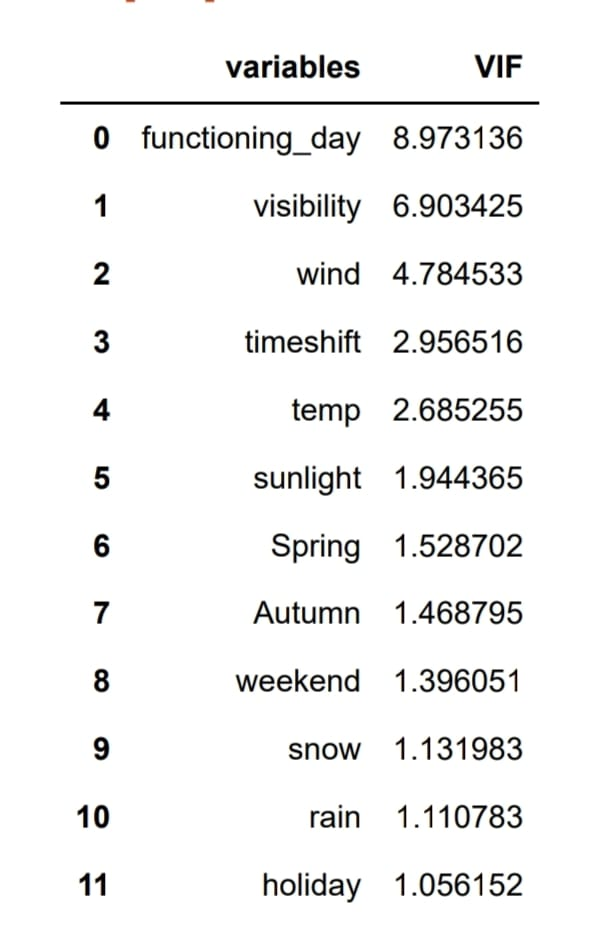 variables VIF
0 functioning_day 8.973136
1 visibility 6.903425
2 wind 4.784533
3 timeshift 2.956516
4 temp 2.685255
5 sunlight 1.944365
6 Spring 1.528702
7 Autumn 1.468795
8 weekend 1.396051
9 snow 1.131983
10 rain 1.110783
11 holiday 1.056152